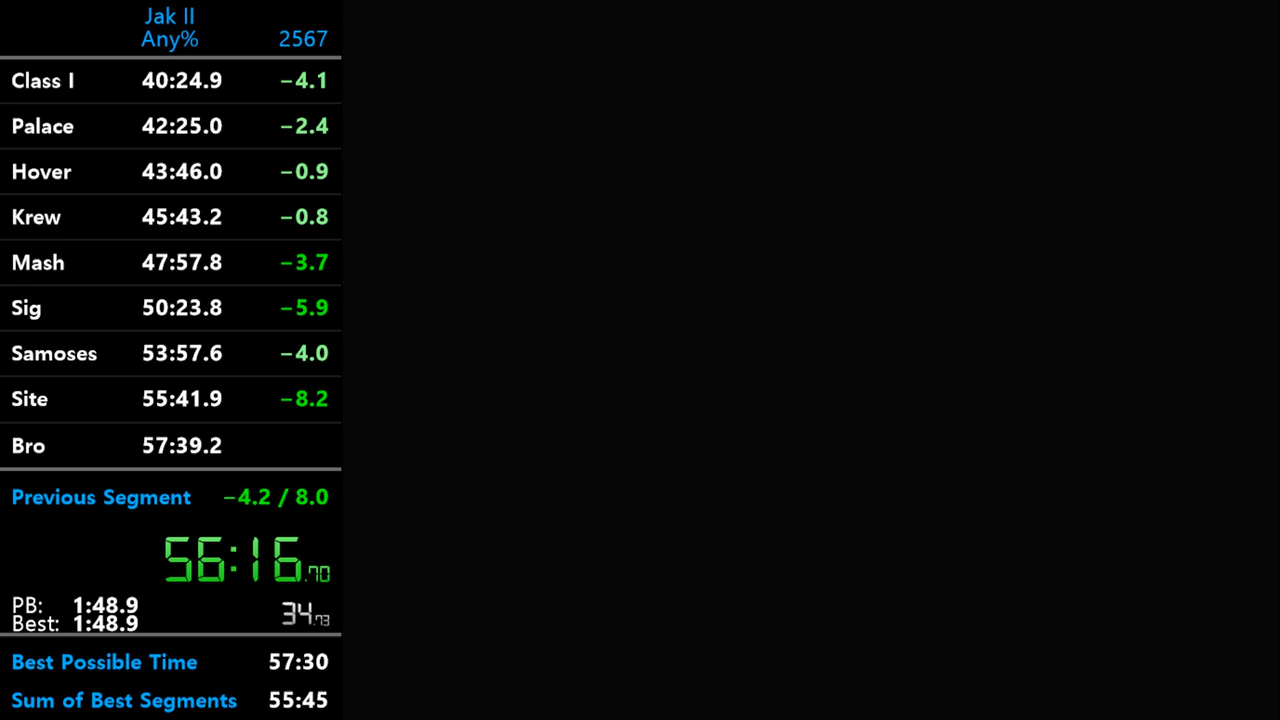 Jak II
Any% 2567
Class I 40:24.9 −4.1
Palace 42:25.0 −2.4
Hover 43:46.0 −0.9
Krew 45:43.2 −0.8
Mash 47:57.8 −3.7
Sig 50:23.8 −5.9
Samoses 53:57.6 −4.0
Site 55:41.9 −8.2
Bro 57:39.2
Previous Segment −4.2 / 8.0
56:16.70
PB: 1:48.9
Best: 1:48.9
34.73
Best Possible Time 57:30
Sum of Best Segments 55:45